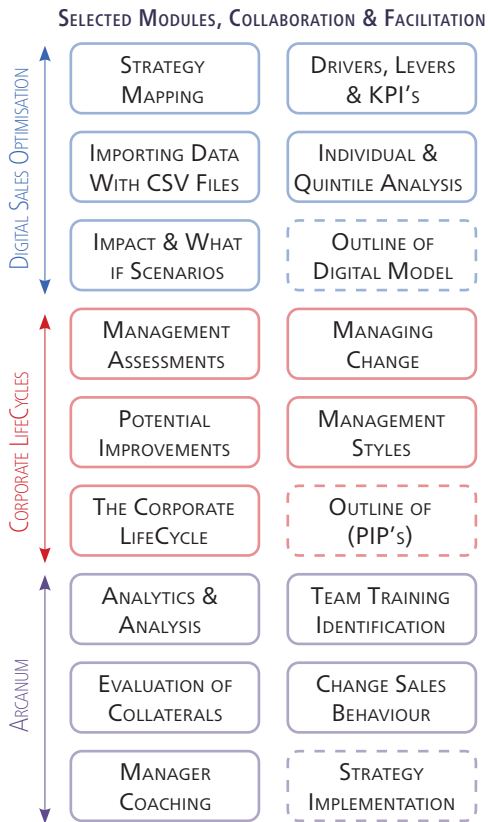 Selected Modules, Collaboration & Facilitation
Digital Sales Optimisation
Strategy
Mapping
Drivers, Levers
& KPI's
Importing Data
With CSV Files
Individual &
Quintile Analysis
Impact & What
if Scenarios
Outline of
Digital Model
Corporate LifeCycles
Management
Assessments
Managing
Change
Potential
Improvements
Management
Styles
The Corporate
LifeCycle
Outline of
(PIP's)
Arcanum
Analytics &
Analysis
Team Training
Identification
Evaluation of
Collaterals
Change Sales
Behaviour
Manager
Coaching
Strategy
Implementation